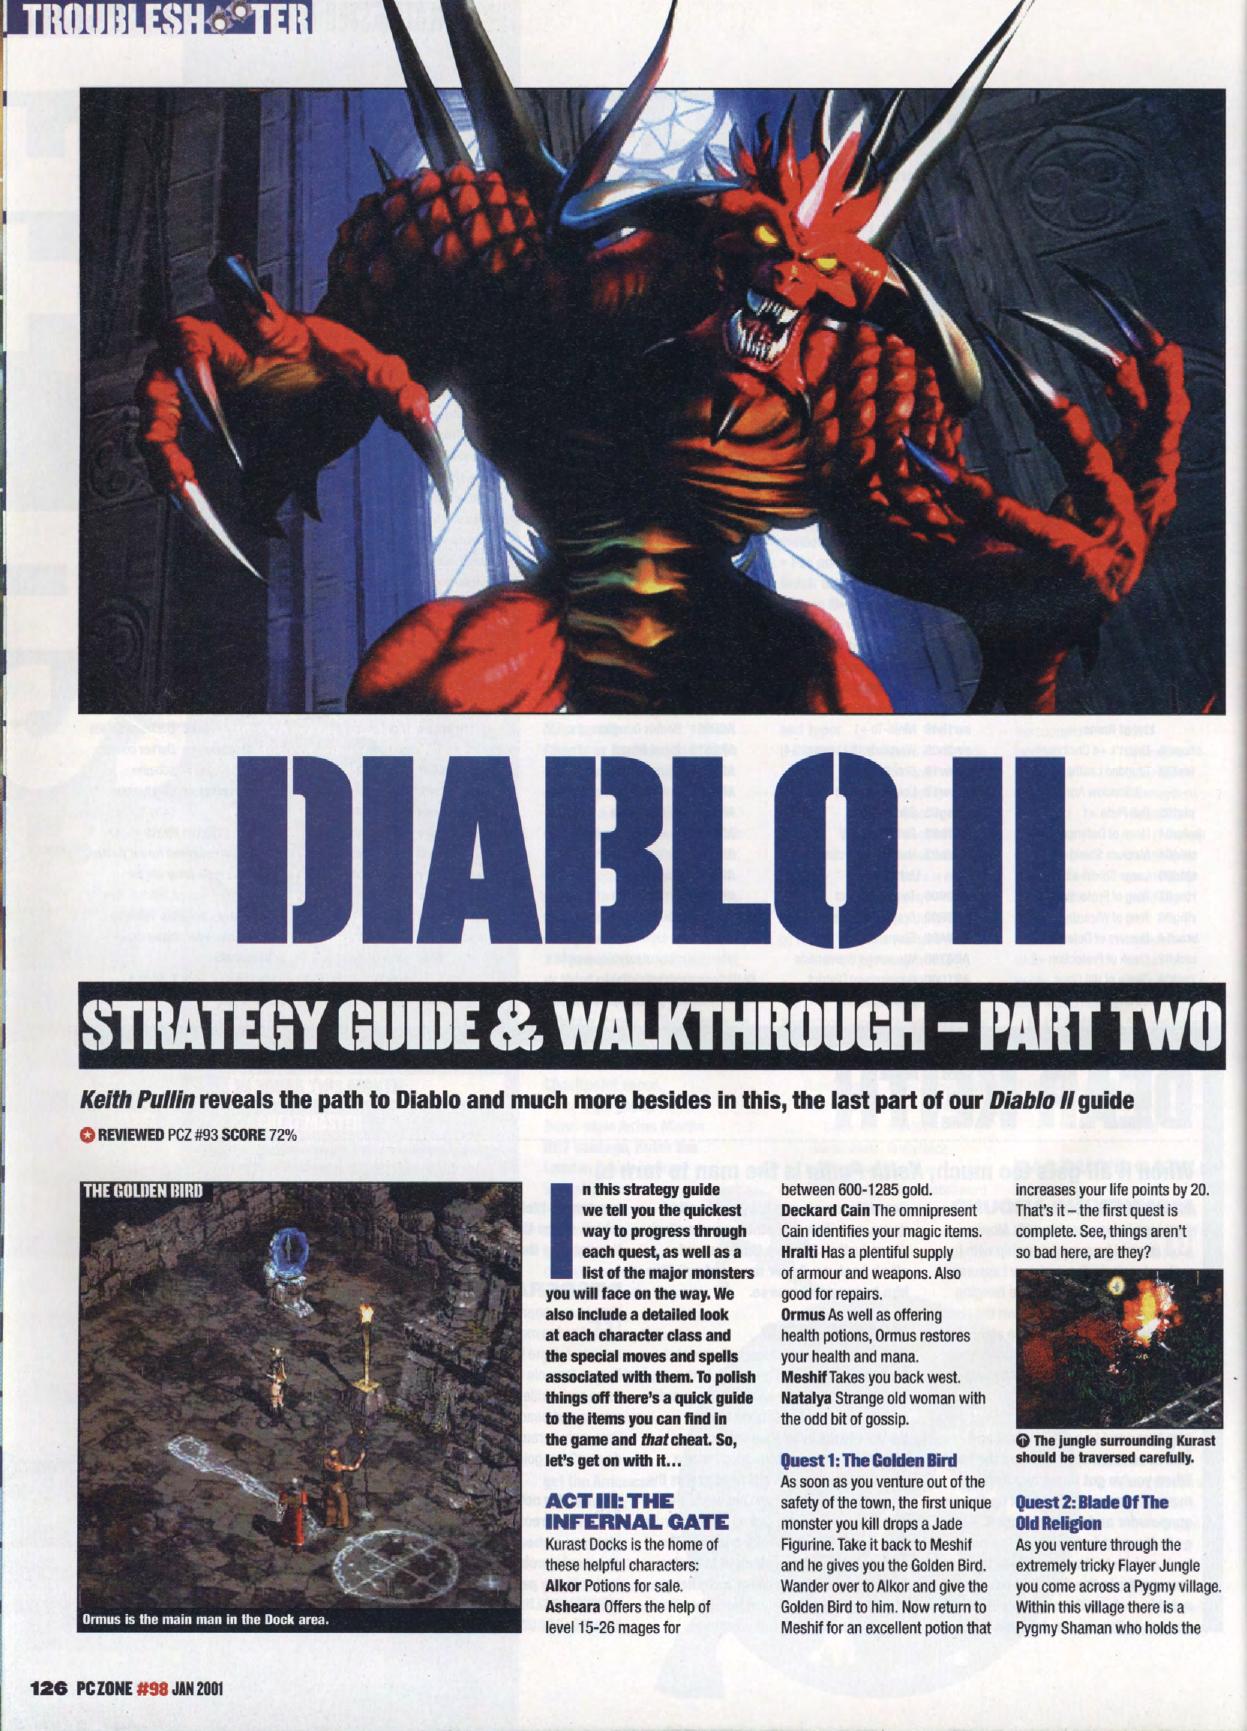 TROUBLESHOOTER
DIABLO II
STRATEGY GUIDE & WALKTHROUGH – PART TWO
Keith Pullin reveals the path to Diablo and much more besides in this, the last part of our Diablo II guide
REVIEWED PCZ #93 SCORE 72%
THE GOLDEN BIRD
Ormus is the main man in the Dock area.
In this strategy guide
we tell you the quickest
way to progress through
each quest, as well as a
list of the major monsters
you will face on the way. We
also include a detailed look
at each character class and
the special moves and spells
associated with them. To polish
things off there's a quick guide
to the items you can find in
the game and that cheat. So,
let's get on with it...
ACT III: THE
INFERNAL GATE
Kurast Docks is the home of
these helpful characters:
Alkor Potions for sale.
Asheara Offers the help of
level 15-26 mages for
between 600-1285 gold.
Deckard Cain The omnipresent
Cain identifies your magic items.
Hralti Has a plentiful supply
of armour and weapons. Also
good for repairs.
Ormus As well as offering
health potions, Ormus restores
your health and mana.
Meshif Takes you back west.
Natalya Strange old woman with
the odd bit of gossip.
Quest 1: The Golden Bird
As soon as you venture out of the
safety of the town, the first unique
monster you kill drops a Jade
Figurine. Take it back to Meshif
and he gives you the Golden Bird.
Wander over to Alkor and give the
Golden Bird to him. Now return to
Meshif for an excellent potion that
increases your life points by 20.
That's it – the first quest is
complete. See, things aren't
so bad here, are they?
The jungle surrounding Kurast
should be traversed carefully.
Quest 2: Blade Of The
Old Religion
As you venture through the
extremely tricky Flayer Jungle
you come across a Pygmy village.
Within this village there is a
Pygmy Shaman who holds the
126 PCZONE #98 JAN 2001